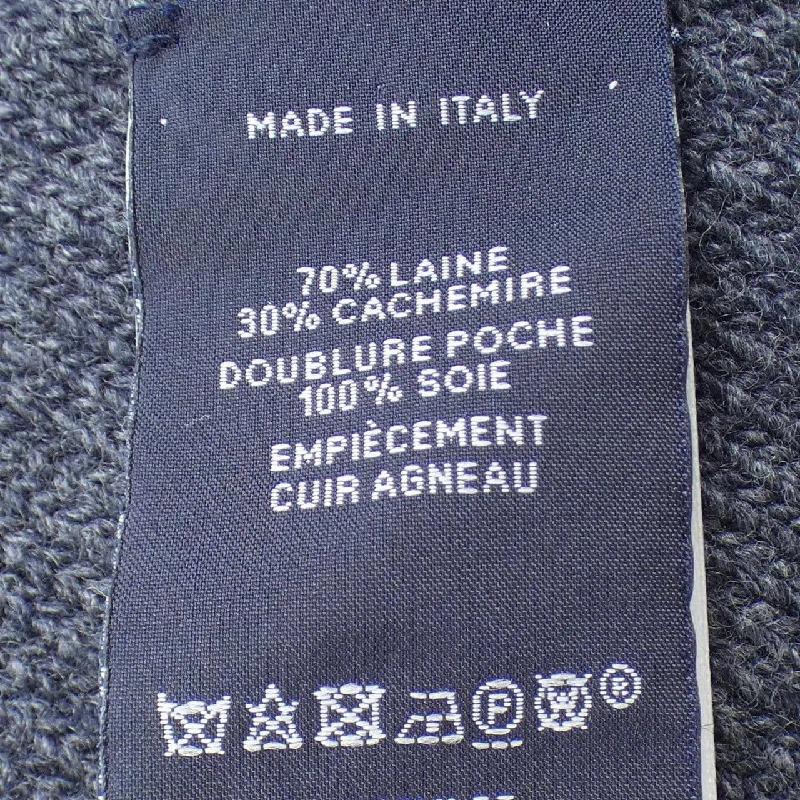 MADE IN ITALY
70% LAINE
30% CACHEMIRE
DOUBLURE POCHE
100% SOIE
EMPIÈCEMENT
CUIR AGNEAU
P